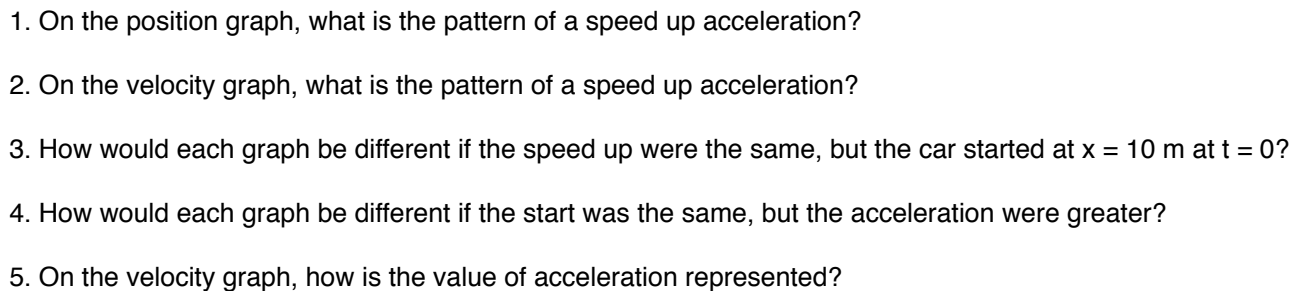 1. On the position graph, what is the pattern of a speed up acceleration?
2. On the velocity graph, what is the pattern of a speed up acceleration?
3. How would each graph be different if the speed up were the same, but the car started at x = 10 m at t = 0?
4. How would each graph be different if the start was the same, but the acceleration were greater?
5. On the velocity graph, how is the value of acceleration represented?